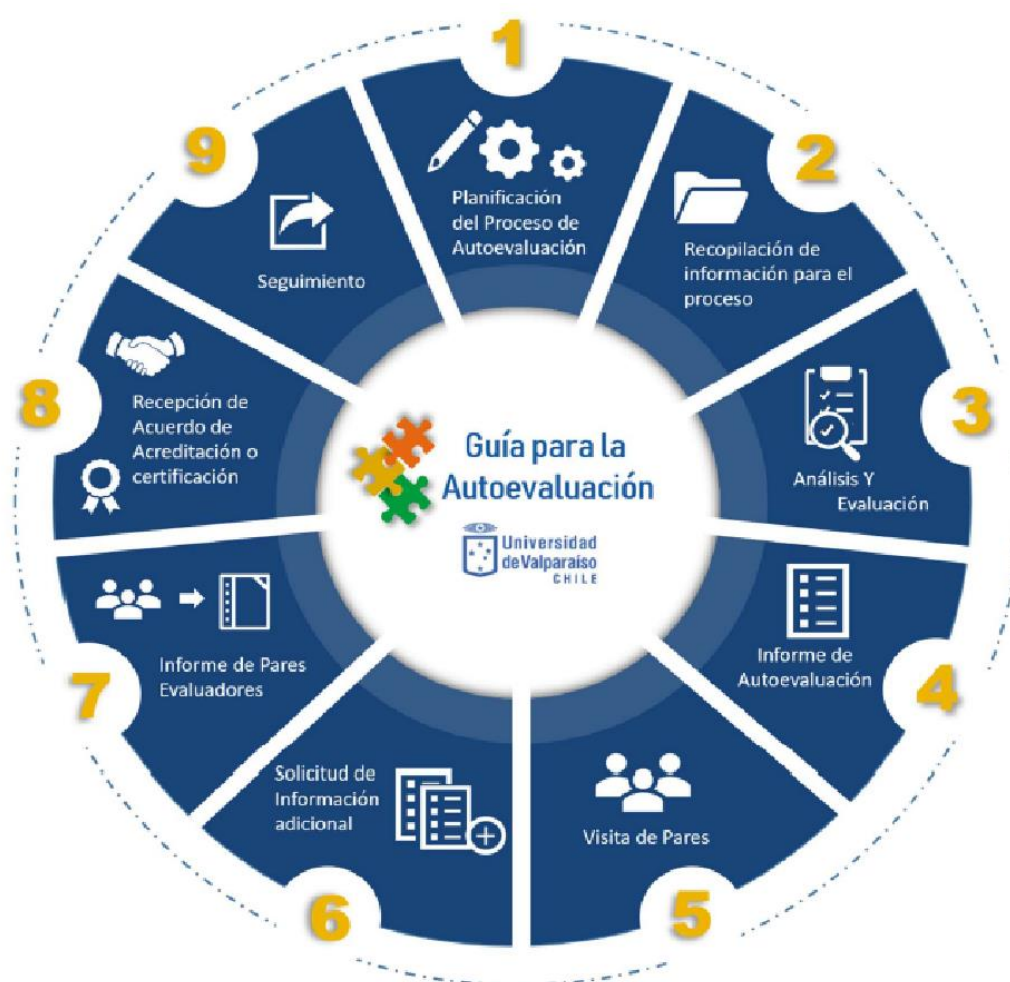 1
Planificación
del Proceso de
Autoevaluación
2
Recopilación de
información para el
proceso
3
Análisis Y
Evaluación
4
Informe de
Autoevaluación
5
Visita de Pares
6
Solicitud de
Información
adicional
7
Informe de Pares
Evaluadores
8
Recepción de
Acuerdo de
Acreditación o
certificación
9
Seguimiento
Guía para la
Autoevaluación
Universidad
de Valparaíso
CHILE